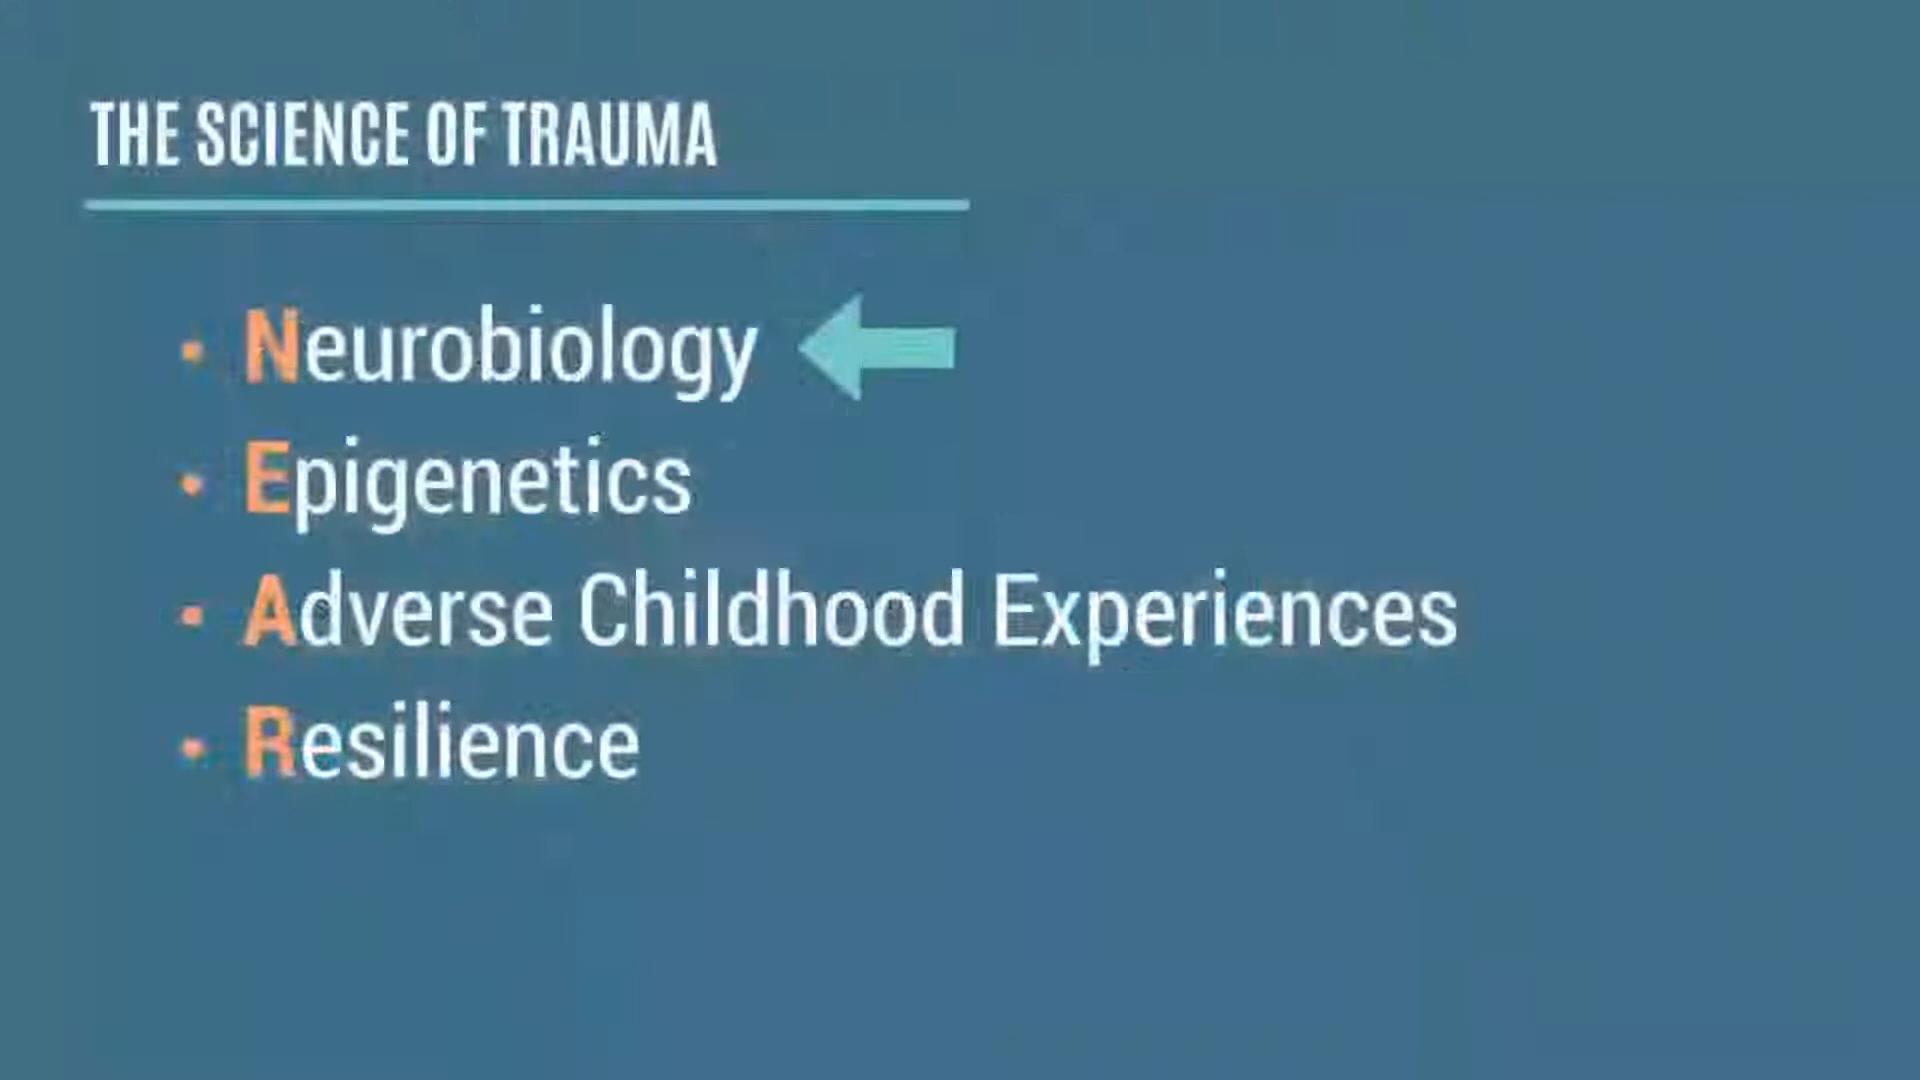 THE SCIENCE OF TRAUMA
• Neurobiology
• Epigenetics
• Adverse Childhood Experiences
• Resilience